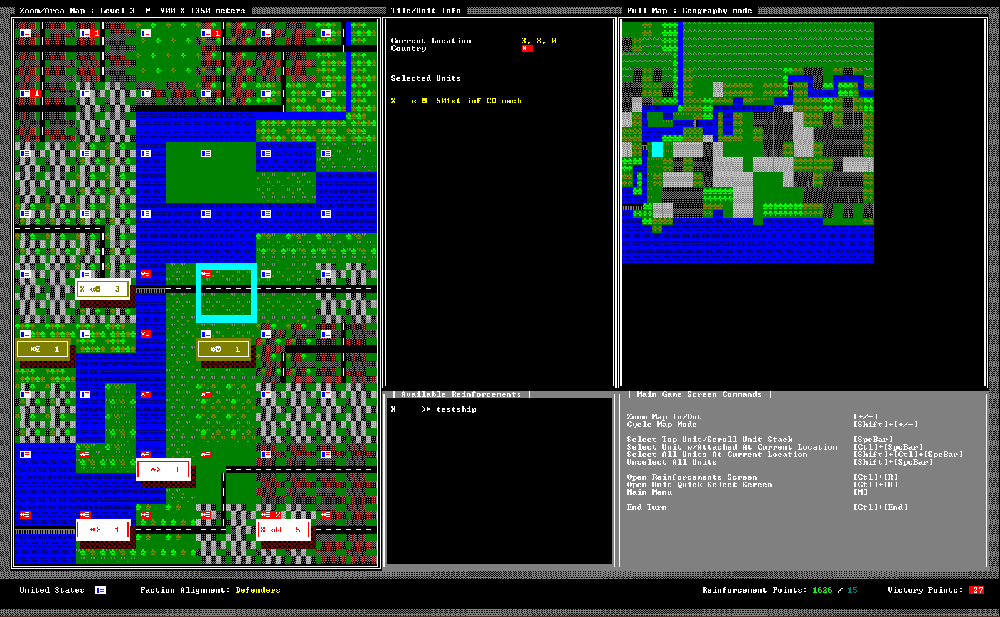 Zoom/Area Map : Level 3  @  900 X 1350 meters
Tile/Unit Info
Full Map : Geography mode
1
1
1
X « 3
1
1
1
1
2
X « 5
Current Location 3, 8, 0
Country
Selected Units
X « 501st inf CO mech
Available Reinforcements
X testship
Main Game Screen Commands
Zoom Map In/Out [+/-]
Cycle Map Mode [Shift]+[+/-]
Select Top Unit/Scroll Unit Stack [SpcBar]
Select Unit w/Attached At Current Location [Ctl]+[SpcBar]
Select All Units At Current Location [Shift]+[Ctl]+[SpcBar]
Unselect All Units [Shift]+[SpcBar]
Open Reinforcements Screen [Ctl]+[R]
Open Unit Quick Select Screen [Ctl]+[U]
Main Menu [M]
End Turn [Ctl]+[End]
United States
Faction Alignment: Defenders
Reinforcement Points: 1626 / 15
Victory Points: 27